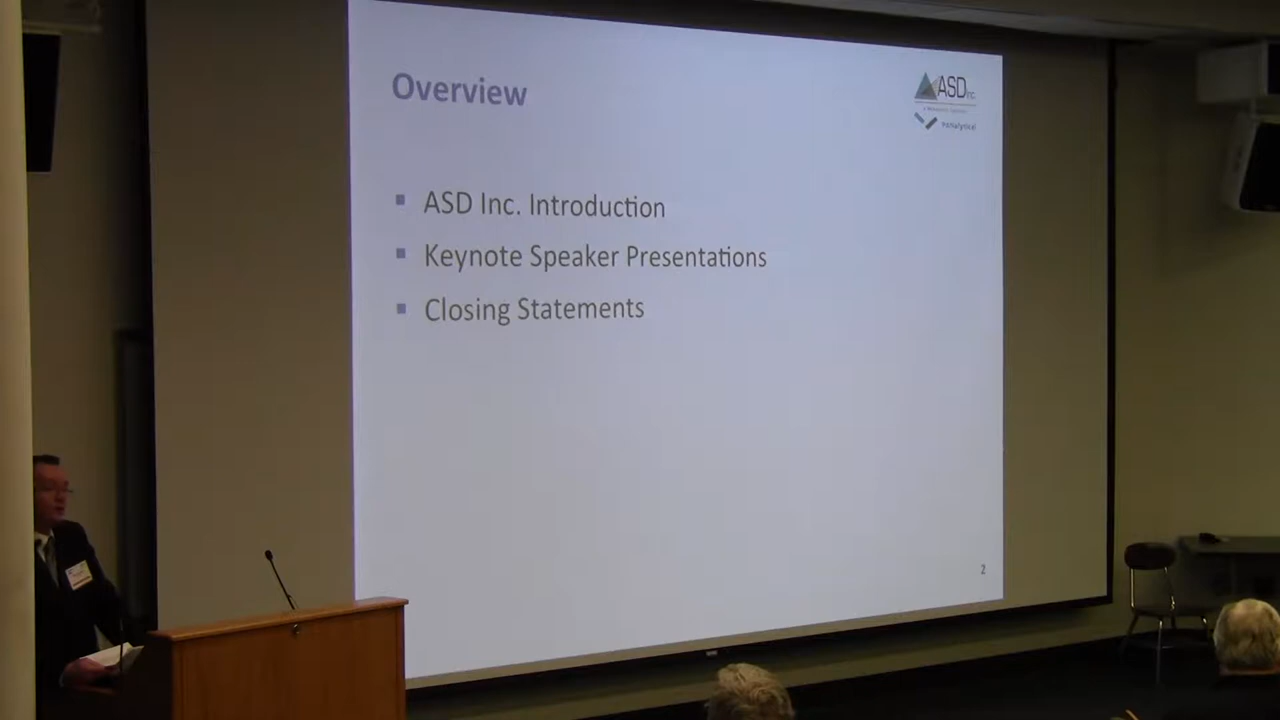 Overview
ASD Inc.
PANalytical
ASD Inc. Introduction
Keynote Speaker Presentations
Closing Statements
2